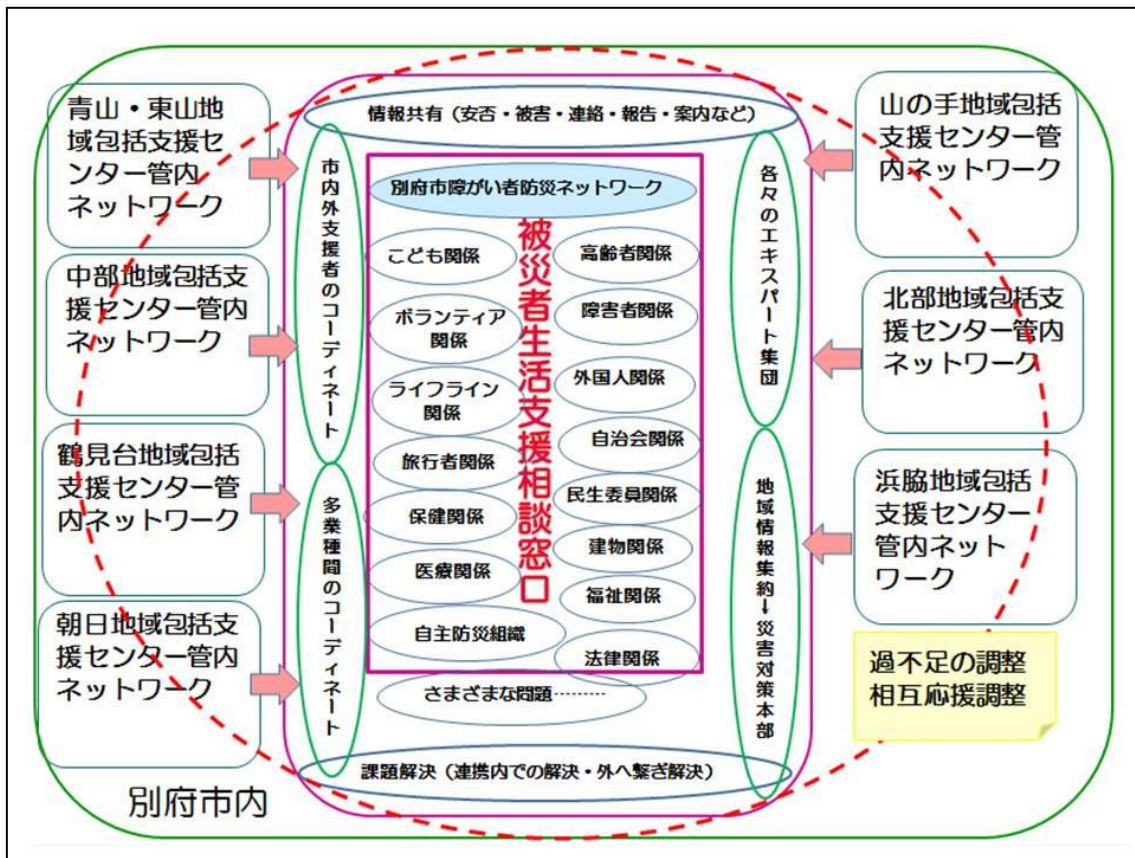 青山・東山地
域包括支援セ
ンター管内
ネットワーク
中部地域包括支
援センター管内
ネットワーク
鶴見台地域包括
支援センター管
内ネットワーク
朝日地域包括支
援センター管内
ネットワーク
別府市内
情報共有（安否・被害・連絡・報告・案内など）
市内外支援者のコーディネート
多業種間のコーディネート
別府市障がい者防災ネットワーク
被災者生活支援相談窓口
こども関係
ボランティア
関係
ライフライン
関係
旅行者関係
保健関係
医療関係
自主防災組織
さまざまな問題………
高齢者関係
障害者関係
外国人関係
自治会関係
民生委員関係
建物関係
福祉関係
法律関係
課題解決（連携内での解決・外へ繋ぎ解決）
各々のエキスパート集団
地域情報集約→災害対策本部
山の手地域包括
支援センター管
内ネットワーク
北部地域包括支
援センター管内
ネットワーク
浜脇地域包括
支援センター
管内ネット
ワーク
過不足の調整
相互応援調整